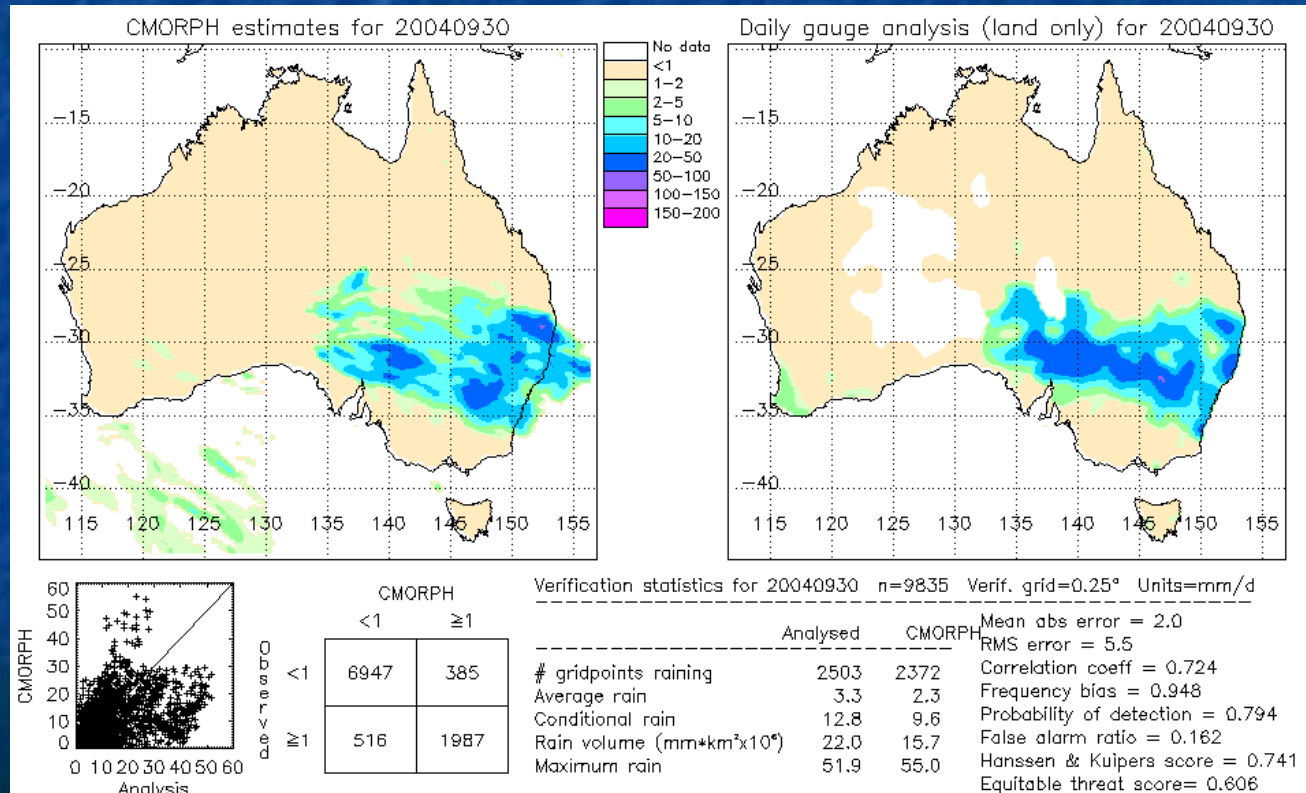 CMORPH estimates for 20040930
-15
-20
-25
-30
-35
-40
115 120 125 130 135 140 145 150 155
No data
<1
1-2
2-5
5-10
10-20
20-50
50-100
100-150
150-200
Daily gauge analysis (land only) for 20040930
-15
-20
-25
-30
-35
-40
115 120 125 130 135 140 145 150 155
60
50
40
30
20
10
0
CMORPH
0 10 20 30 40 50 60
Analysis
CMORPH
<1 ≥1
Observed
<1 6947 385
≥1 516 1987
Verification statistics for 20040930 n=9835 Verif. grid=0.25° Units=mm/d
Analysed CMORPH
# gridpoints raining 2503 2372
Average rain 3.3 2.3
Conditional rain 12.8 9.6
Rain volume (mm*km²x10⁶) 22.0 15.7
Maximum rain 51.9 55.0
Mean abs error = 2.0
RMS error = 5.5
Correlation coeff = 0.724
Frequency bias = 0.948
Probability of detection = 0.794
False alarm ratio = 0.162
Hanssen & Kuipers score = 0.741
Equitable threat score= 0.606